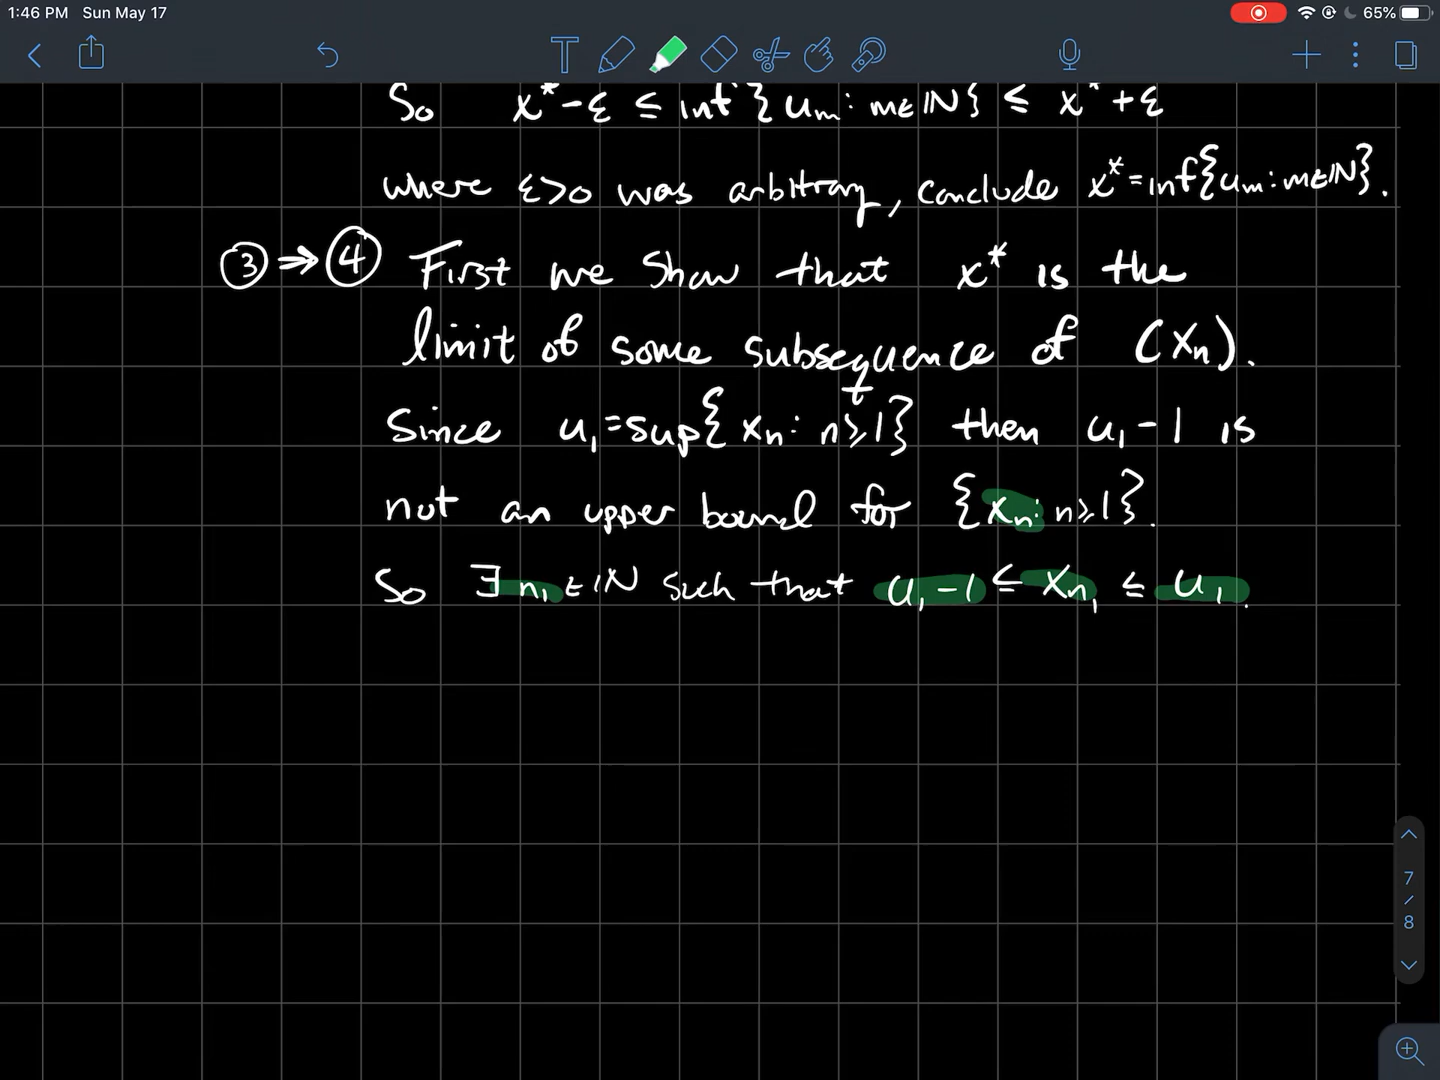 1:46 PM Sun May 17
65%
So x* - ε ≤ inf { u_m : m ∈ ℕ } ≤ x* + ε
where ε>0 was arbitrary, conclude x* = inf{u_m : m∈ℕ}.
③ ⇒ ④ First we show that x* is the
limit of some subsequence of (x_n).
Since u_1 = sup{ x_n : n ≥ 1} then u_1 - 1 is
not an upper bound for {x_n : n ≥ 1}.
So ∃ n_1 ∈ ℕ such that u_1 - 1 ≤ x_{n_1} ≤ u_1.
7
/
8